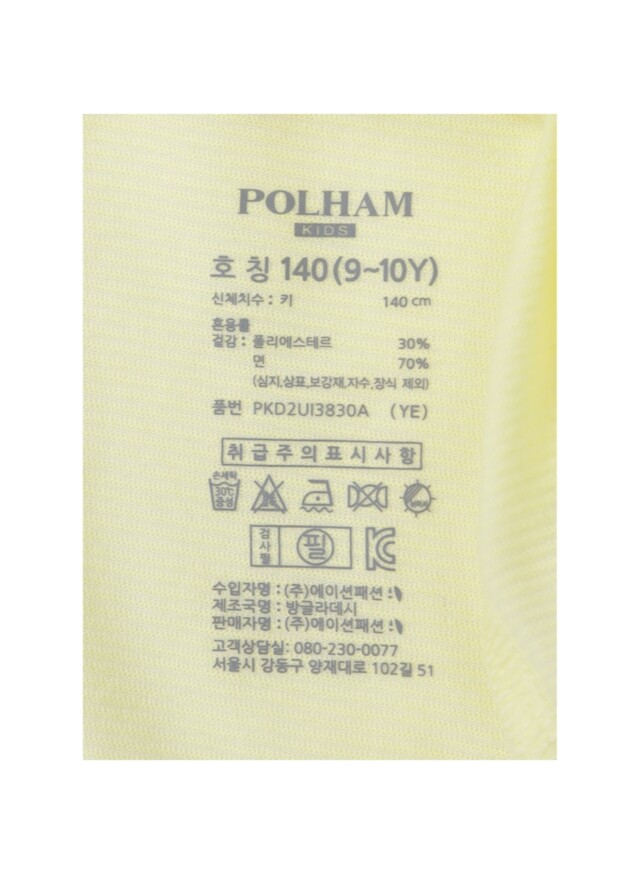 POLHAM
KIDS
호 칭 140 (9~10Y)
신체치수 : 키 140 cm
혼용률
겉감 : 폴리에스테르 30%
면 70%
(심지,상표,보강재,자수,장식 제외)
품번 PKD2UI3830A (YE)
취급주의표시사항
손세탁
30℃
중성
검사필 필
수입자명 : (주)에이션패션
제조국명 : 방글라데시
판매자명 : (주)에이션패션
고객상담실: 080-230-0077
서울시 강동구 양재대로 102길 51